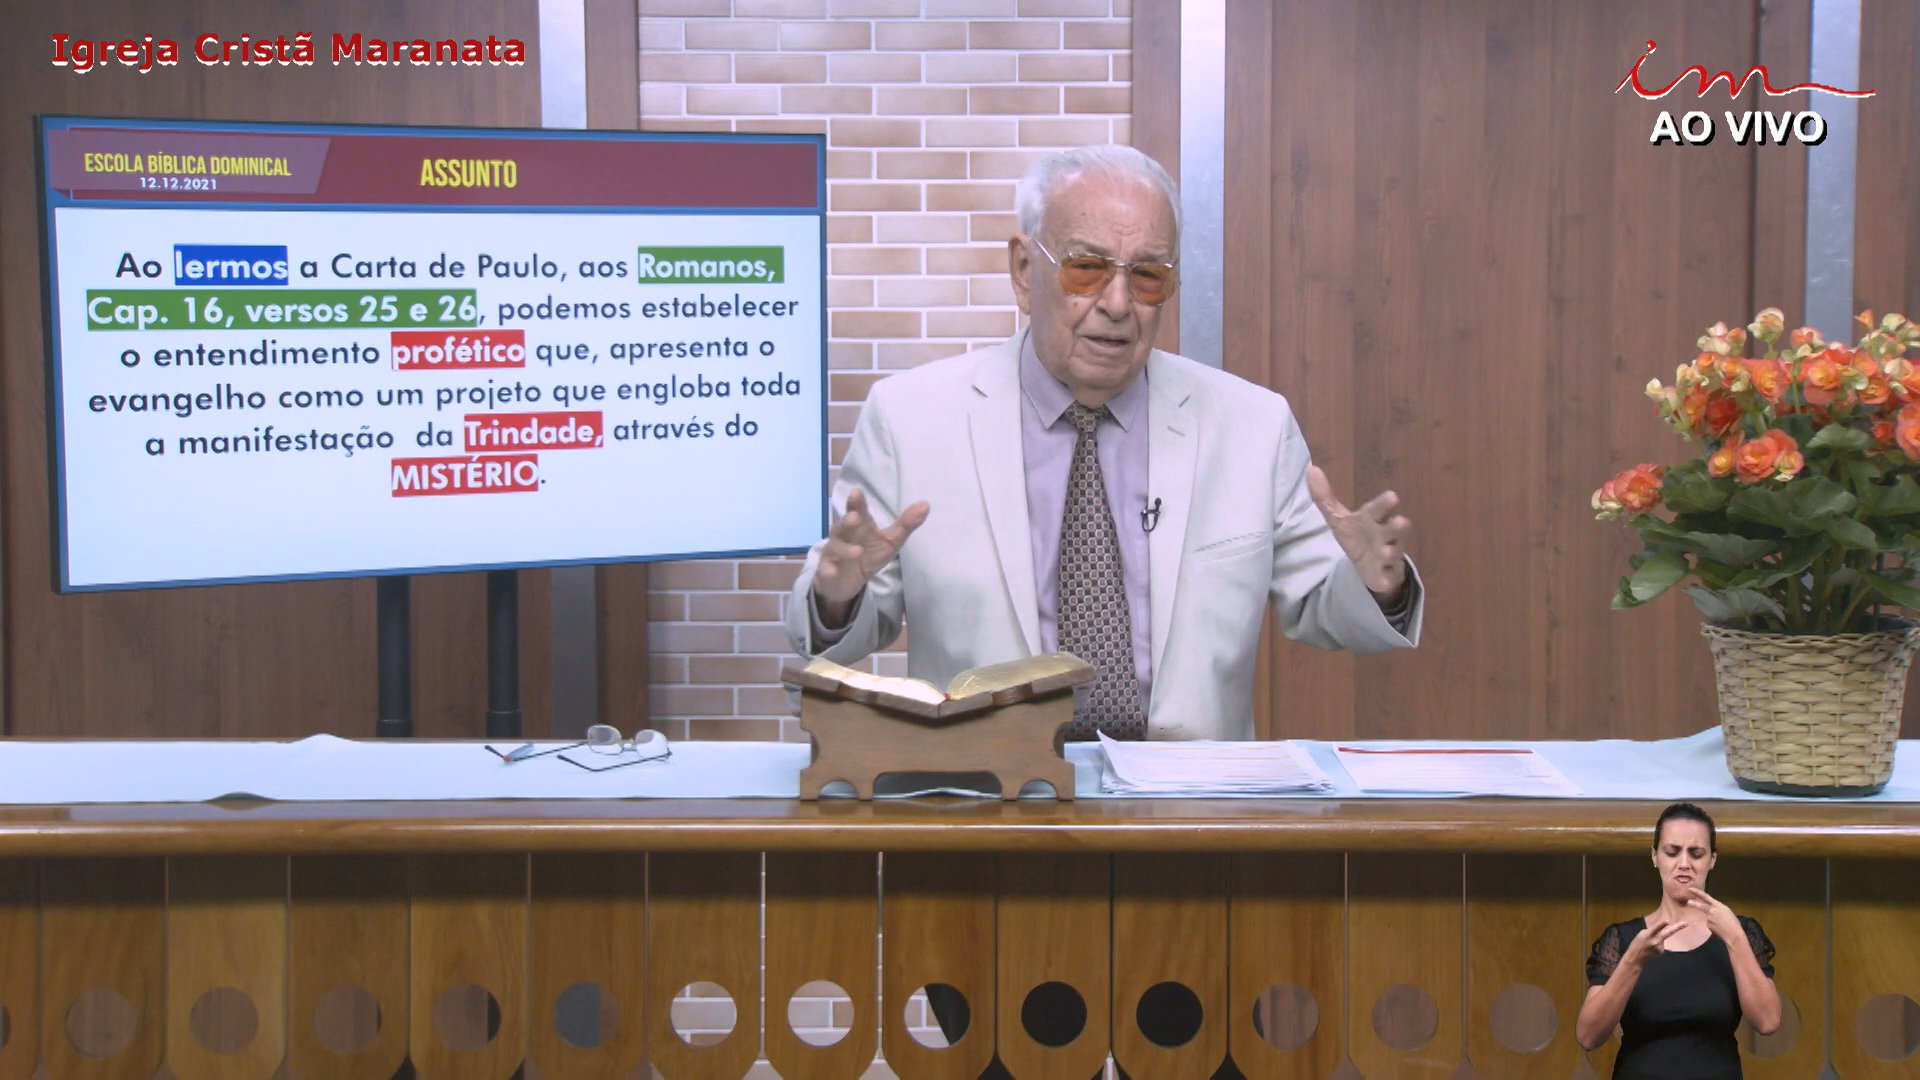 Igreja Cristã Maranata
im
AO VIVO
ESCOLA BÍBLICA DOMINICAL
12.12.2021
ASSUNTO
Ao lermos a Carta de Paulo, aos Romanos,
Cap. 16, versos 25 e 26, podemos estabelecer
o entendimento profético que, apresenta o
evangelho como um projeto que engloba toda
a manifestação da Trindade, através do
MISTÉRIO.